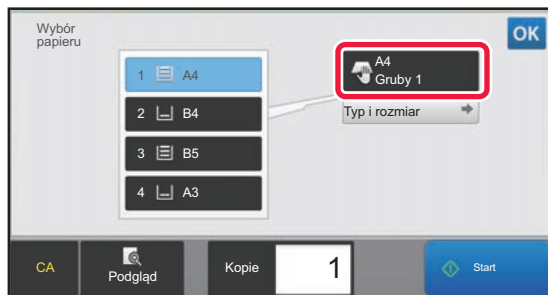 Wybór
papieru
OK
1 A4
2 B4
3 B5
4 A3
A4
Gruby 1
Typ i rozmiar
CA
Podgląd
Kopie
1
Start